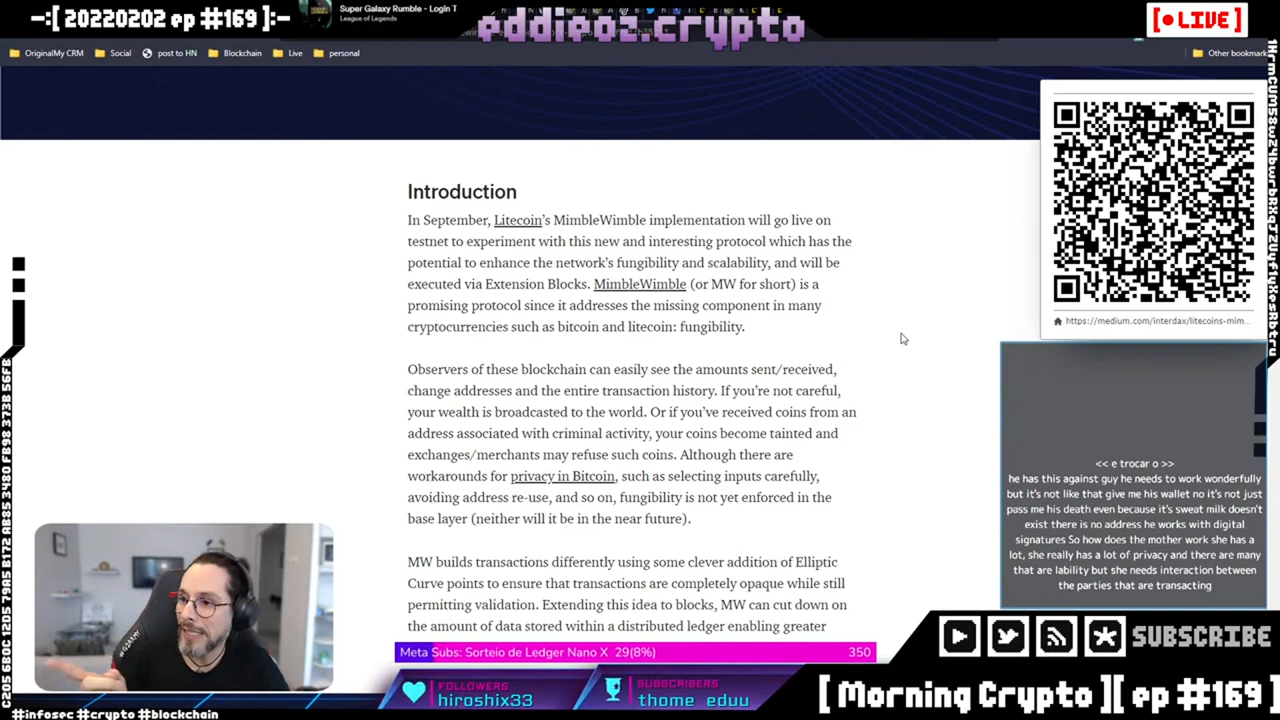 -:[ 20220202 ep #169 ]:-
Super Galaxy Rumble - Login T
League of Legends
eddieoz.crypto
[ LIVE ]
OriginalMy CRM
Social
post to HN
Blockchain
Live
personal
Other bookmark
Introduction
In September, Litecoin's MimbleWimble implementation will go live on
testnet to experiment with this new and interesting protocol which has the
potential to enhance the network's fungibility and scalability, and will be
executed via Extension Blocks. MimbleWimble (or MW for short) is a
promising protocol since it addresses the missing component in many
cryptocurrencies such as bitcoin and litecoin: fungibility.
Observers of these blockchain can easily see the amounts sent/received,
change addresses and the entire transaction history. If you're not careful,
your wealth is broadcasted to the world. Or if you've received coins from an
address associated with criminal activity, your coins become tainted and
exchanges/merchants may refuse such coins. Although there are
workarounds for privacy in Bitcoin, such as selecting inputs carefully,
avoiding address re-use, and so on, fungibility is not yet enforced in the
base layer (neither will it be in the near future).
MW builds transactions differently using some clever addition of Elliptic
Curve points to ensure that transactions are completely opaque while still
permitting validation. Extending this idea to blocks, MW can cut down on
the amount of data stored within a distributed ledger enabling greater
https://medium.com/interdax/litecoins-mim...
<< e trocar o >>
he has this against guy he needs to work wonderfully
but it's not like that give me his wallet no it's not just
pass me his death even because it's sweat milk doesn't
exist there is no address he works with digital
signatures So how does the mother work she has a
lot, she really has a lot of privacy and there are many
that are lability but she needs interaction between
the parties that are transacting
Meta Subs: Sorteio de Ledger Nano X 29(8%)
350
FOLLOWERS
hiroshix33
SUBSCRIBERS
thome_eduu
SUBSCRIBE
[ Morning Crypto ][ ep #169 ]
#infosec #crypto #blockchain